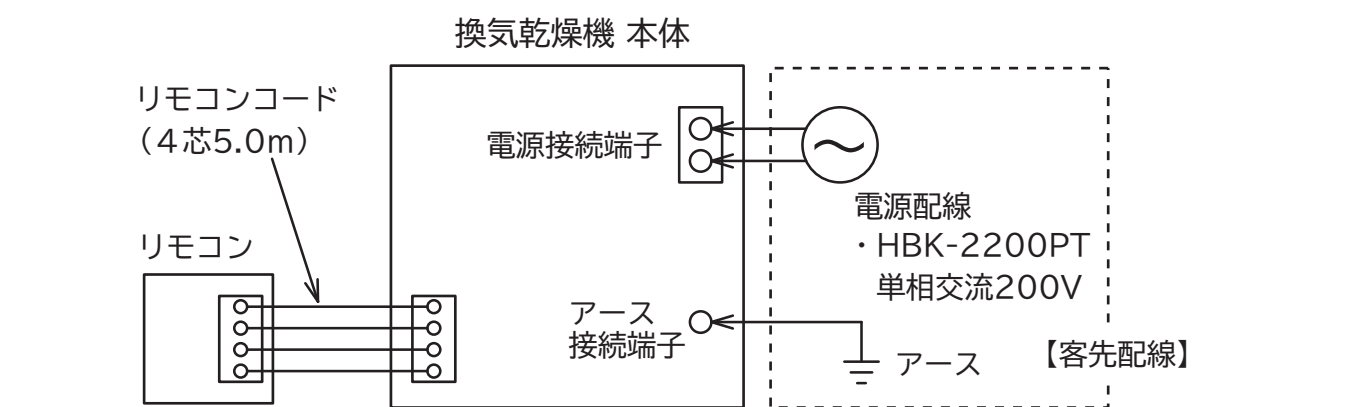 換気乾燥機 本体
リモコンコード
（４芯5.0m）
電源接続端子
電源配線
・HBK-2200PT
単相交流200V
リモコン
アース
接続端子
アース
【客先配線】